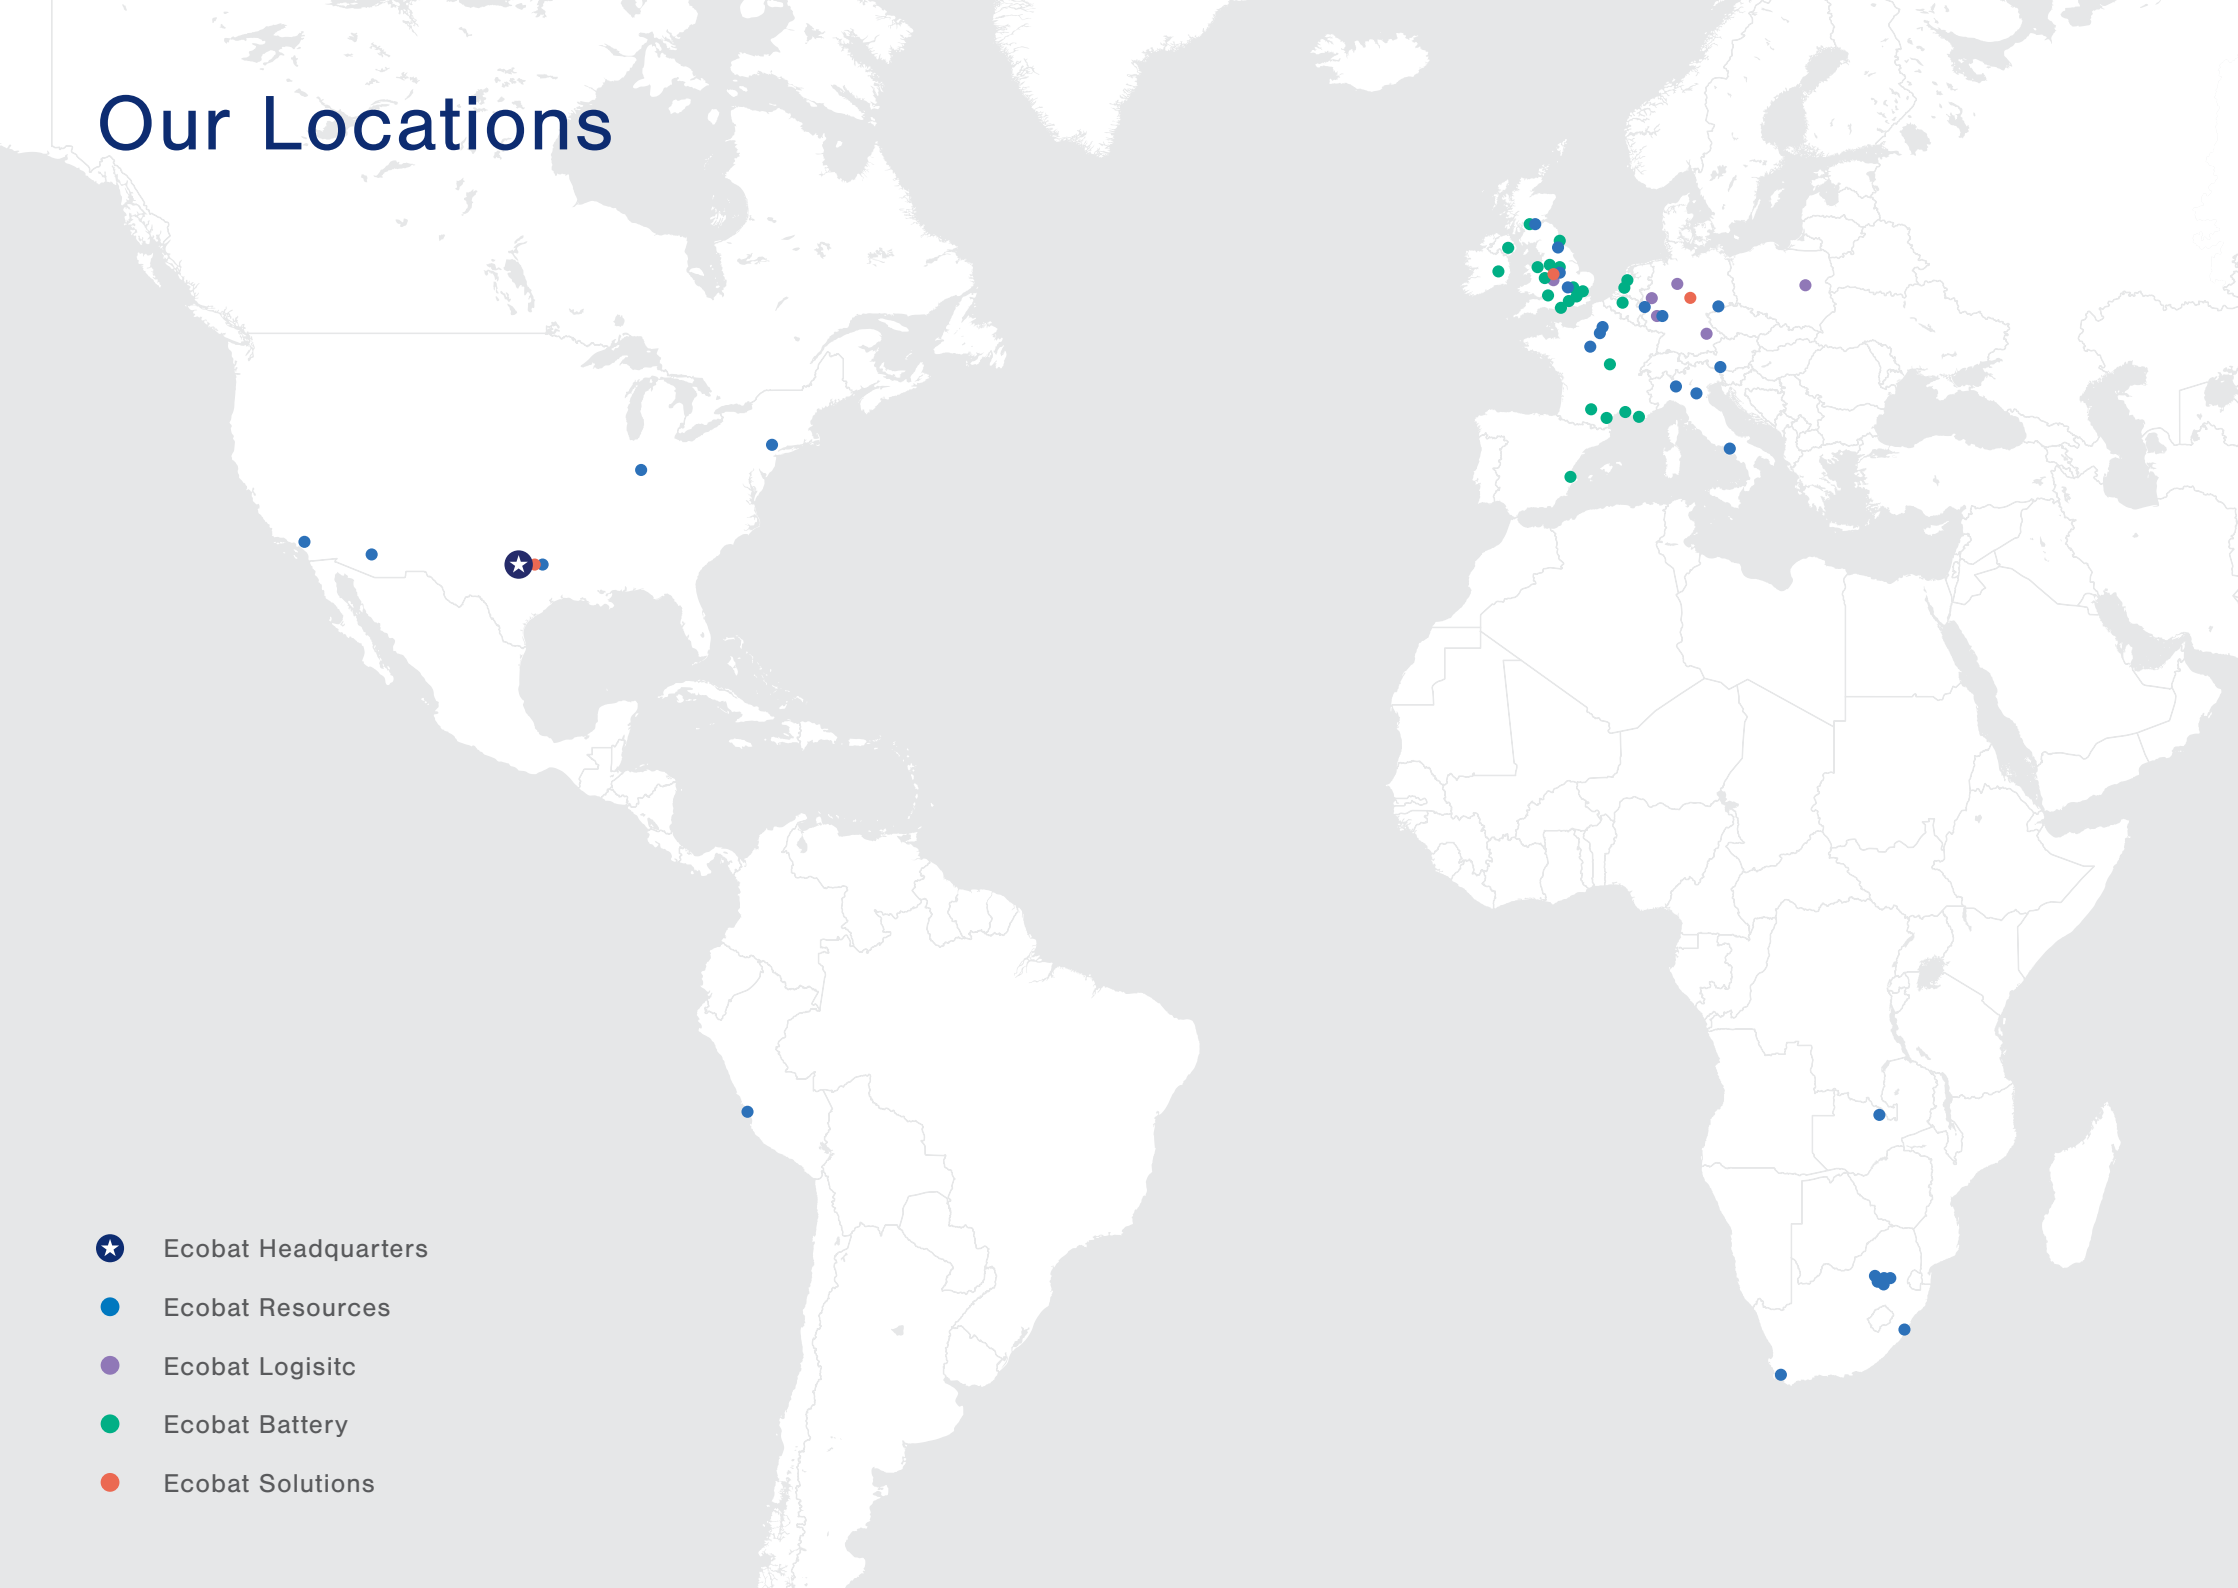 Our Locations
Ecobat Headquarters
Ecobat Resources
Ecobat Logisitc
Ecobat Battery
Ecobat Solutions